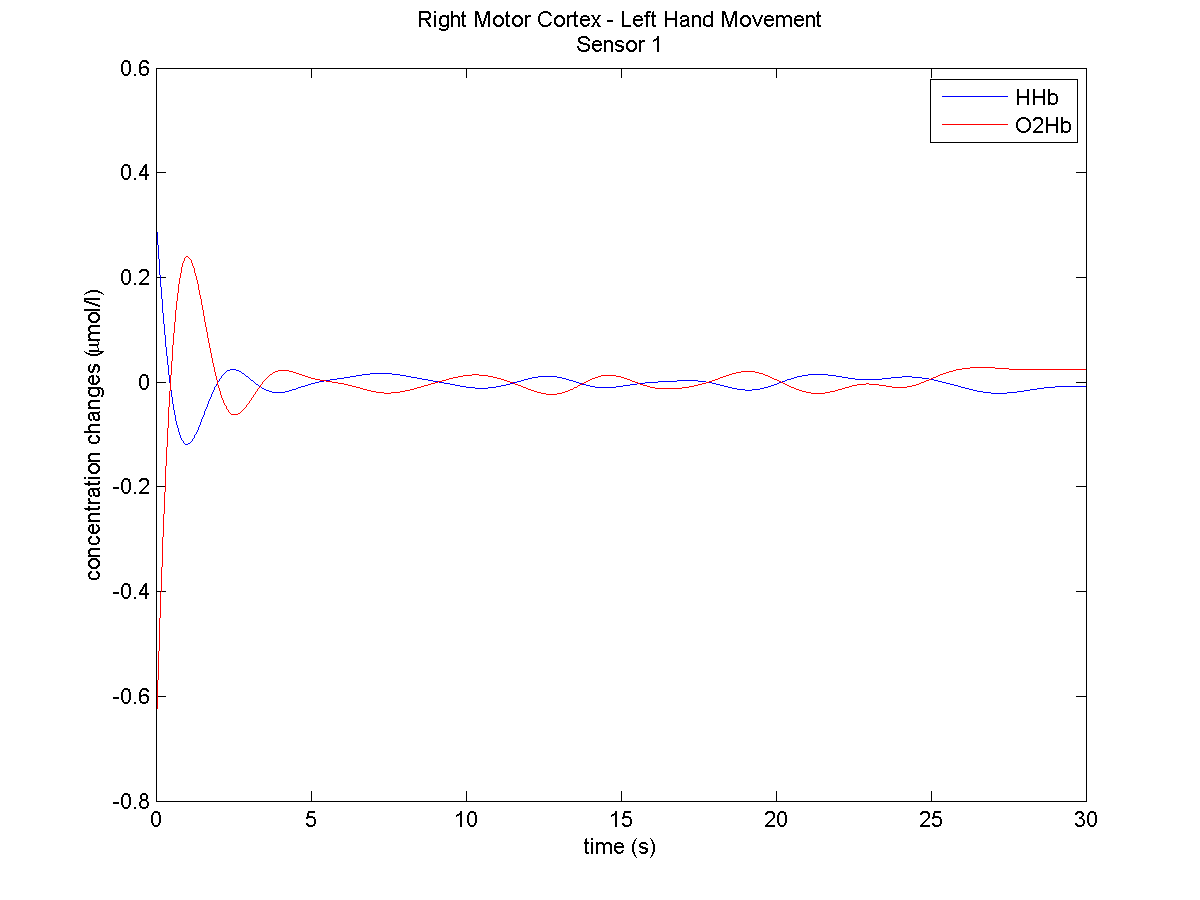 Right Motor Cortex - Left Hand Movement
Sensor 1
HHb
O2Hb
0.6
0.4
0.2
0
-0.2
-0.4
-0.6
-0.8
concentration changes (μmol/l)
0 5 10 15 20 25 30
time (s)